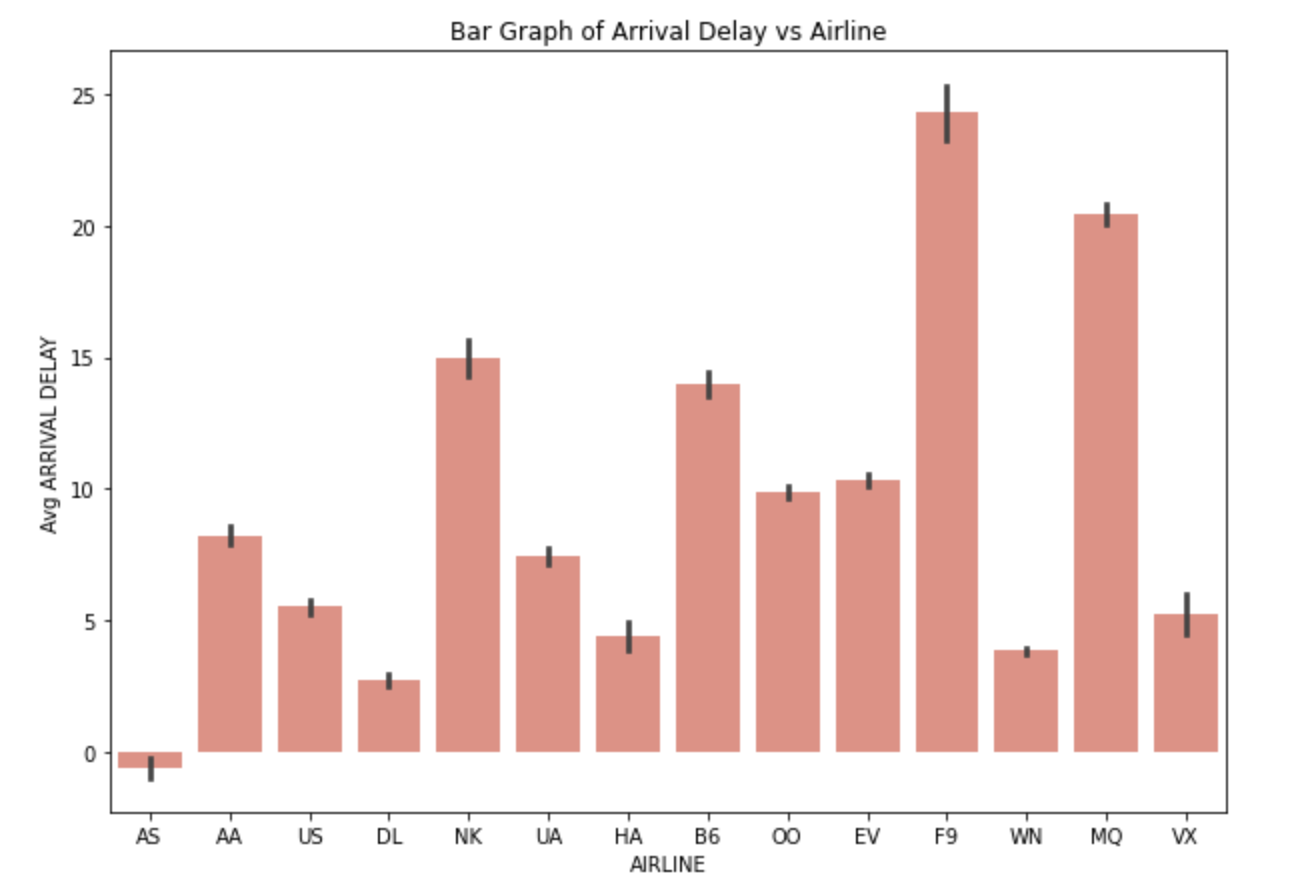 Bar Graph of Arrival Delay vs Airline
25
20
15
10
5
0
Avg ARRIVAL DELAY
AS AA US DL NK UA HA B6 OO EV F9 WN MQ VX
AIRLINE